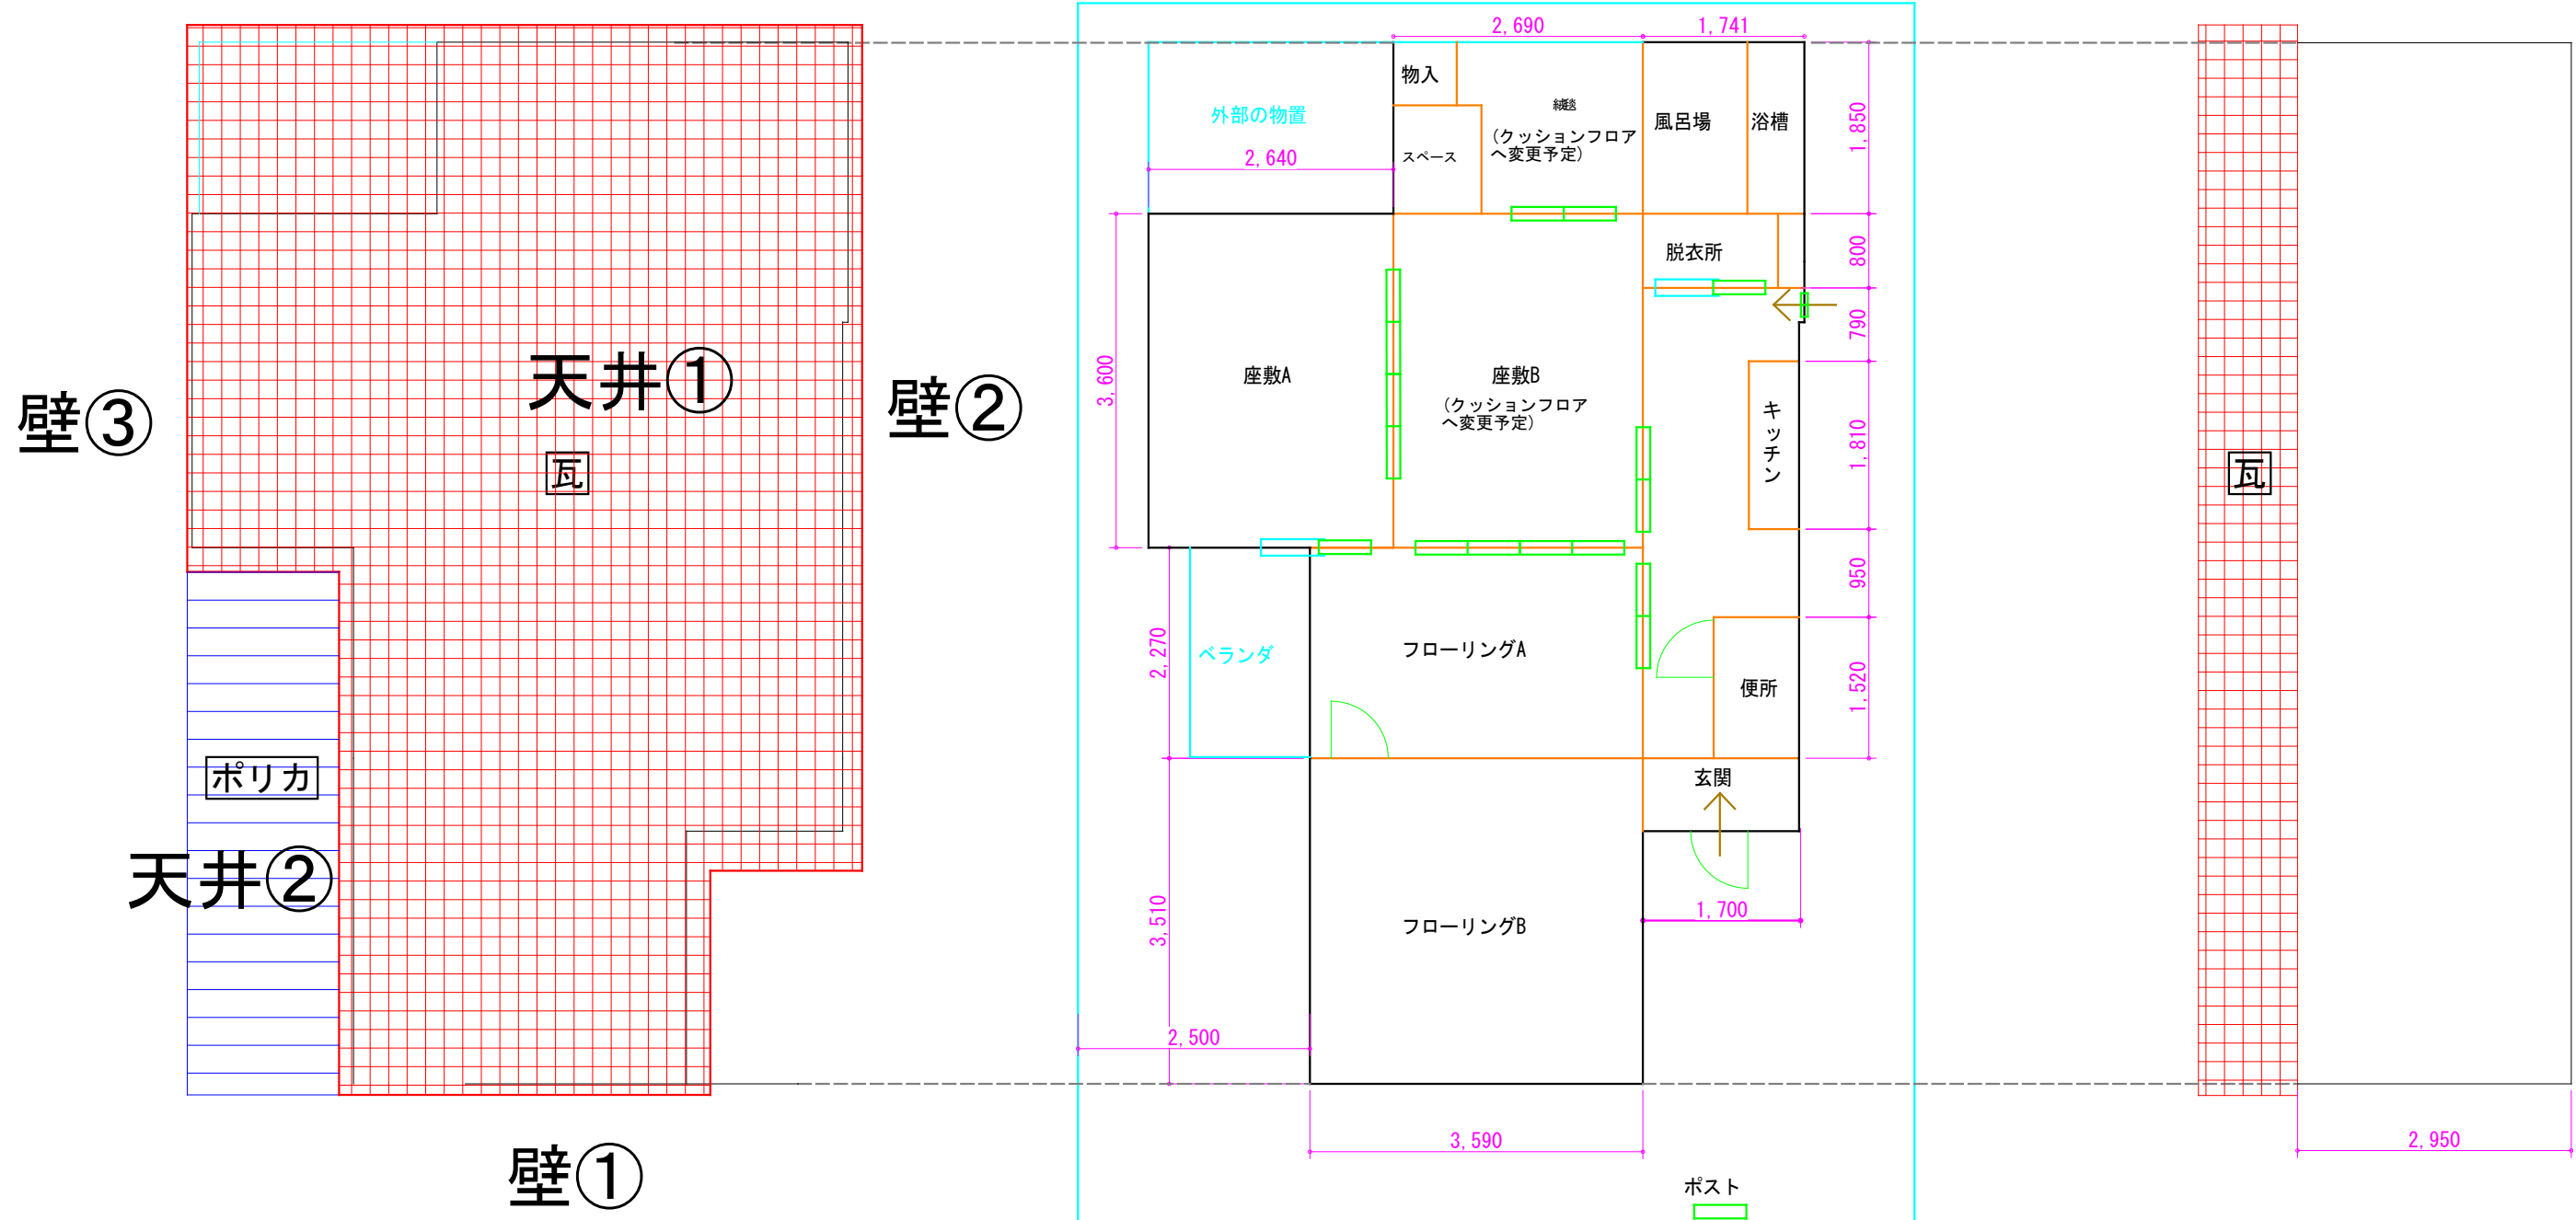 壁③
天井①
瓦
壁②
ポリカ
天井②
壁①
2,690
1,741
物入
絨毯
(クッションフロア
へ変更予定)
スペース
風呂場
浴槽
外部の物置
2,640
1,850
脱衣所
800
790
3,600
座敷A
座敷B
(クッションフロア
へ変更予定)
キッチン
1,810
950
ベランダ
2,270
フローリングA
便所
1,520
玄関
3,510
フローリングB
1,700
2,500
3,590
ポスト
瓦
2,950